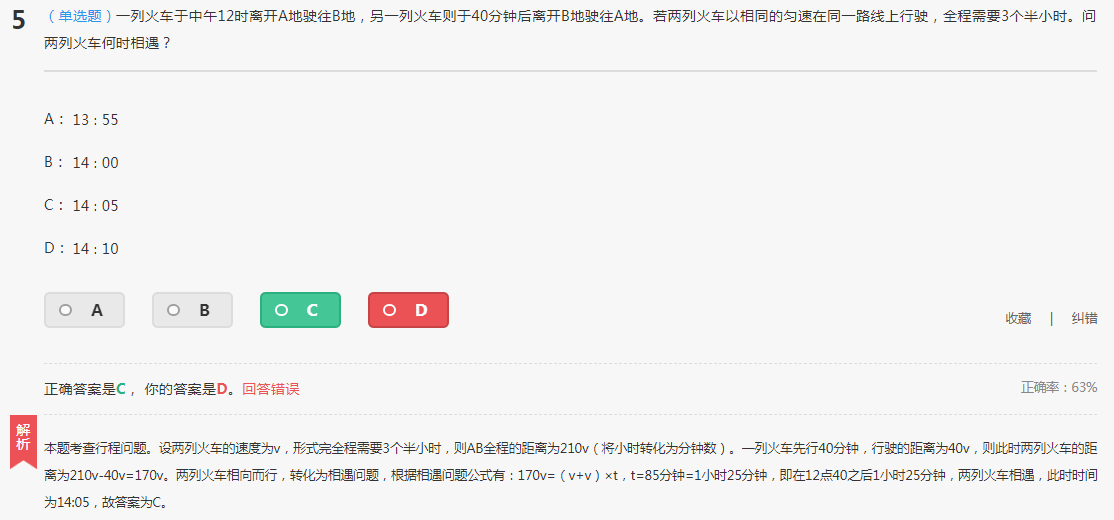 5 （单选题）一列火车于中午12时离开A地驶往B地，另一列火车则于40分钟后离开B地驶往A地。若两列火车以相同的匀速在同一路线上行驶，全程需要3个半小时。问
两列火车何时相遇？
A： 13 : 55
B： 14 : 00
C： 14 : 05
D： 14 : 10
A B C D
收藏 | 纠错
正确答案是C， 你的答案是D。回答错误 正确率：63%
解析
本题考查行程问题。设两列火车的速度为v，形式完全程需要3个半小时，则AB全程的距离为210v（将小时转化为分钟数）。一列火车先行40分钟，行驶的距离为40v，则此时两列火车的距
离为210v-40v=170v。两列火车相向而行，转化为相遇问题，根据相遇问题公式有：170v=（v+v）×t，t=85分钟=1小时25分钟，即在12点40之后1小时25分钟，两列火车相遇，此时时间
为14:05，故答案为C。